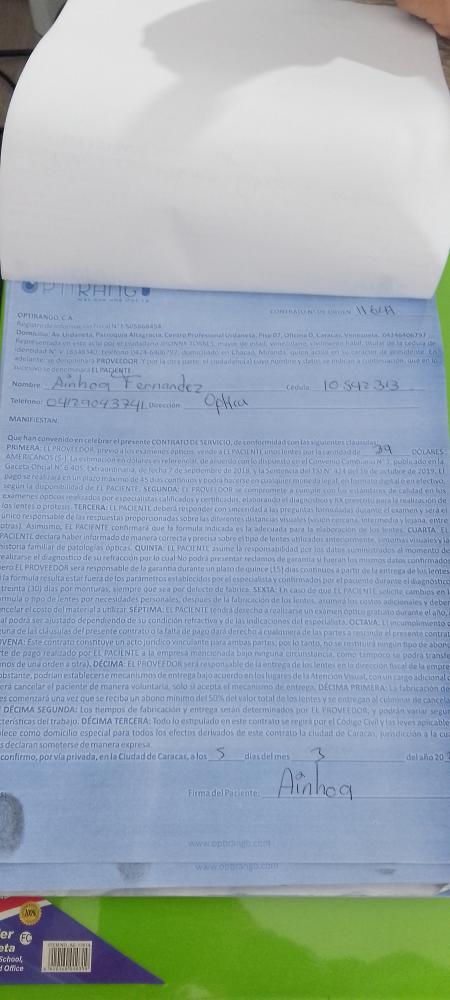 OPTIRANGO
OPTIRANGO, C.A.
CONTRATO N° DE ORDEN
Domicilio: Av. Urdaneta, Parroquia Altagracia, Centro Profesional Urdaneta, Piso 07, Oficina D, Caracas, Venezuela. 04246406797
Nombre: Ainhoa Fernandez Cédula: 10542313
Teléfono: 04129043741 Dirección: Optica
MANIFIESTAN:
Que han convenido en celebrar el presente CONTRATO DE SERVICIO, de conformidad con las siguientes cláusulas:
PRIMERA: EL PROVEEDOR, previo a los exámenes ópticos, vende a EL PACIENTE unos lentes por la cantidad de 39 DÓLARES
AMERICANOS ($). La estimación en dólares es referencial, de acuerdo con lo dispuesto en el Convenio Cambiario N° 1, publicado en la
Gaceta Oficial N° 6.405, Extraordinaria, de fecha 7 de septiembre de 2018, y la Sentencia del TSJ N° 424 del 16 de octubre de 2019. El
pago se realizará en un plazo máximo de 45 días continuos y podrá hacerse en cualquier moneda legal, en forma digital o en efectivo,
según la disponibilidad de EL PACIENTE. SEGUNDA: EL PROVEEDOR se compromete a cumplir con los estándares de calidad en los
exámenes ópticos realizados por especialistas calificados y certificados, elaborando el diagnóstico y RX prescrito para la realización de
los lentes o prótesis. TERCERA: EL PACIENTE deberá responder con sinceridad a las preguntas formuladas durante el examen y será el
único responsable de las respuestas proporcionadas sobre las diferentes distancias visuales (visión cercana, intermedia y lejana, entre
otras). Asimismo, EL PACIENTE confirmará que la fórmula indicada es la adecuada para la elaboración de los lentes. CUARTA: EL
PACIENTE declara haber informado de manera correcta y precisa sobre el tipo de lentes utilizados anteriormente, síntomas visuales y la
historia familiar de patologías ópticas. QUINTA: EL PACIENTE asume la responsabilidad por los datos suministrados al momento de
realizarse el diagnóstico de su refracción por lo cual No podrá presentar reclamos de garantía si fueran los mismos datos confirmados
pero EL PROVEEDOR será responsable de la garantía durante un plazo de quince (15) días continuos a partir de la entrega de los lentes
si la fórmula resulta estar fuera de los parámetros establecidos por el especialista y confirmados por el paciente durante el diagnóstico
treinta (30) días por monturas, siempre que sea por defecto de fábrica. SEXTA: En caso de que EL PACIENTE solicite cambios en
fórmula o tipo de lentes por necesidades personales, después de la fabricación de los lentes, asumirá los costos adicionales y deberá
cancelar el costo del material a utilizar. SÉPTIMA: EL PACIENTE tendrá derecho a realizarse un examen óptico gratuito durante el año,
cual podrá ser ajustado dependiendo de su condición refractiva y de las indicaciones del especialista. OCTAVA: El incumplimiento
una de las cláusulas del presente contrato o la falta de pago dará derecho a cualquiera de las partes a rescindir el presente contrato
NOVENA: Este contrato constituye un acto jurídico vinculante para ambas partes; por lo tanto, no se restituirá ningún tipo de abono
parte de pago realizado por EL PACIENTE a la empresa mencionada bajo ninguna circunstancia, como tampoco se podrá transferir
de una orden a otra). DÉCIMA: EL PROVEEDOR será responsable de la entrega de los lentes en la dirección fiscal de la empresa
obstante, podrían establecerse mecanismos de entrega bajo acuerdo en los lugares de la Atención Visual, con un cargo adicional
deberá cancelar el paciente de manera voluntaria, sólo si acepta el mecanismo de entrega. DÉCIMA PRIMERA: La fabricación de
comenzará una vez que se reciba un abono mínimo del 50% del valor total de los lentes y se entregan al culminar de cancelar
DÉCIMA SEGUNDA: Los tiempos de fabricación y entrega serán determinados por EL PROVEEDOR, y podrán variar según
características del trabajo. DÉCIMA TERCERA: Todo lo estipulado en este contrato se regirá por el Código Civil y las leyes aplicables
como domicilio especial para todos los efectos derivados de este contrato la ciudad de Caracas, jurisdicción a la cual
declaran someterse de manera expresa.
confirmo, por vía privada, en la Ciudad de Caracas, a los 5 días del mes 3 del año 20
Firma del Paciente: Ainhoa
www.optirango.com
www.optirango.com
200%
FC
School,
Office